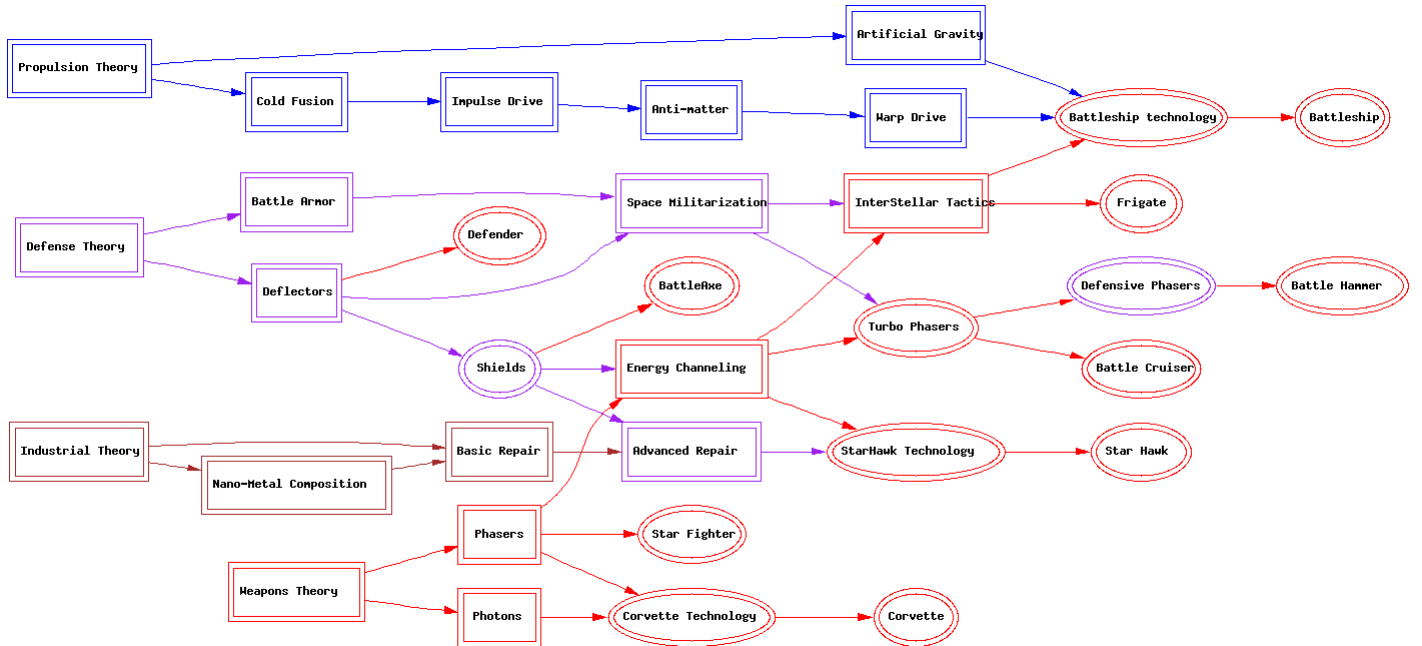 Artificial Gravity
Propulsion Theory
Cold Fusion
Impulse Drive
Anti-matter
Warp Drive
Battleship technology
Battleship
Battle Armor
Space Militarization
InterStellar Tactics
Frigate
Defense Theory
Defender
Deflectors
BattleAxe
Defensive Phasers
Battle Hammer
Turbo Phasers
Shields
Energy Channeling
Battle Cruiser
Industrial Theory
Basic Repair
Advanced Repair
StarHawk Technology
Star Hawk
Nano-Metal Composition
Phasers
Star Fighter
Weapons Theory
Photons
Corvette Technology
Corvette